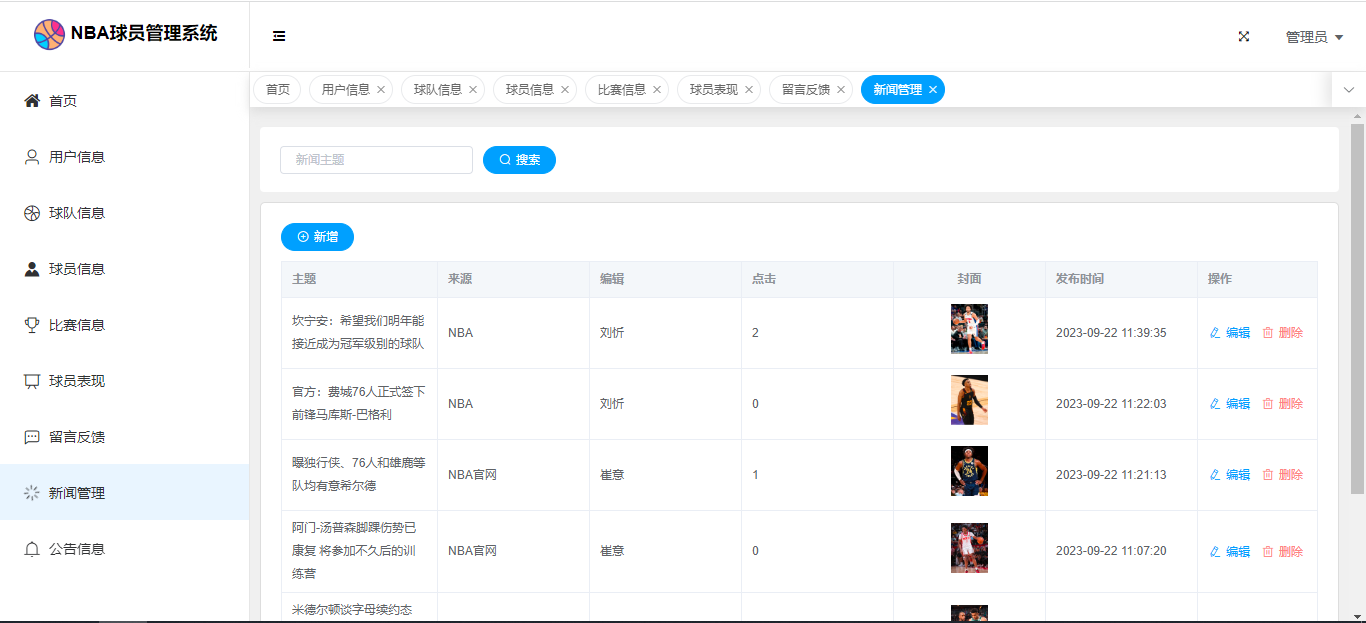 NBA球员管理系统
管理员
首页
用户信息
球队信息
球员信息
比赛信息
球员表现
留言反馈
新闻管理
公告信息
首页 用户信息 球队信息 球员信息 比赛信息 球员表现 留言反馈 新闻管理
新闻主题 搜索
新增
主题 来源 编辑 点击 封面 发布时间 操作
坎宁安：希望我们明年能
接近成为冠军级别的球队
NBA 刘忻 2 2023-09-22 11:39:35 编辑 删除
官方：费城76人正式签下
前锋马库斯-巴格利
NBA 刘忻 0 2023-09-22 11:22:03 编辑 删除
曝独行侠、76人和雄鹿等
队均有意希尔德
NBA官网 崔意 1 2023-09-22 11:21:13 编辑 删除
阿门-汤普森脚踝伤势已
康复 将参加不久后的训
练营
NBA官网 崔意 0 2023-09-22 11:07:20 编辑 删除
米德尔顿谈字母续约态